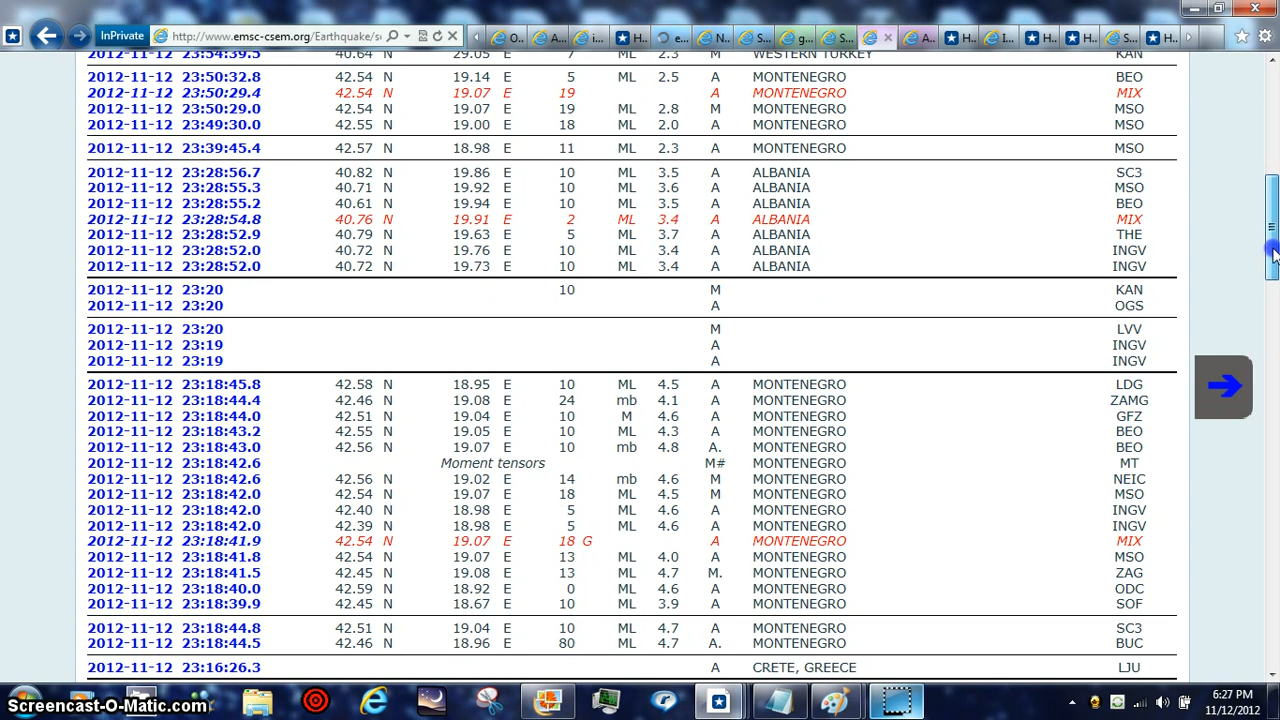 InPrivate http://www.emsc-csem.org/Earthquake/s
2012-11-12 23:54:39.5 40.64 N 29.05 E 7 ML 2.3 M WESTERN TURKEY KAN
2012-11-12 23:50:32.8 42.54 N 19.14 E 5 ML 2.5 A MONTENEGRO BEO
2012-11-12 23:50:29.4 42.54 N 19.07 E 19 A MONTENEGRO MIX
2012-11-12 23:50:29.0 42.54 N 19.07 E 19 ML 2.8 M MONTENEGRO MSO
2012-11-12 23:49:30.0 42.55 N 19.00 E 18 ML 2.0 A MONTENEGRO MSO
2012-11-12 23:39:45.4 42.57 N 18.98 E 11 ML 2.3 A MONTENEGRO MSO
2012-11-12 23:28:56.7 40.82 N 19.86 E 10 ML 3.5 A ALBANIA SC3
2012-11-12 23:28:55.3 40.71 N 19.92 E 10 ML 3.6 A ALBANIA MSO
2012-11-12 23:28:55.2 40.61 N 19.94 E 10 ML 3.5 A ALBANIA BEO
2012-11-12 23:28:54.8 40.76 N 19.91 E 2 ML 3.4 A ALBANIA MIX
2012-11-12 23:28:52.9 40.79 N 19.63 E 5 ML 3.7 A ALBANIA THE
2012-11-12 23:28:52.0 40.72 N 19.76 E 10 ML 3.4 A ALBANIA INGV
2012-11-12 23:28:52.0 40.72 N 19.73 E 10 ML 3.4 A ALBANIA INGV
2012-11-12 23:20 10 M KAN
2012-11-12 23:20 A OGS
2012-11-12 23:20 M LVV
2012-11-12 23:19 A INGV
2012-11-12 23:19 A INGV
2012-11-12 23:18:45.8 42.58 N 18.95 E 10 ML 4.5 A MONTENEGRO LDG
2012-11-12 23:18:44.4 42.46 N 19.08 E 24 mb 4.1 A MONTENEGRO ZAMG
2012-11-12 23:18:44.0 42.51 N 19.04 E 10 M 4.6 A MONTENEGRO GFZ
2012-11-12 23:18:43.2 42.55 N 19.05 E 10 ML 4.3 A MONTENEGRO BEO
2012-11-12 23:18:43.0 42.56 N 19.07 E 10 mb 4.8 A. MONTENEGRO BEO
2012-11-12 23:18:42.6 Moment tensors M# MONTENEGRO MT
2012-11-12 23:18:42.6 42.56 N 19.02 E 14 mb 4.6 M MONTENEGRO NEIC
2012-11-12 23:18:42.0 42.54 N 19.07 E 18 ML 4.5 M MONTENEGRO MSO
2012-11-12 23:18:42.0 42.40 N 18.98 E 5 ML 4.6 A MONTENEGRO INGV
2012-11-12 23:18:42.0 42.39 N 18.98 E 5 ML 4.6 A MONTENEGRO INGV
2012-11-12 23:18:41.9 42.54 N 19.07 E 18 G A MONTENEGRO MIX
2012-11-12 23:18:41.8 42.54 N 19.07 E 13 ML 4.0 A MONTENEGRO MSO
2012-11-12 23:18:41.5 42.45 N 19.08 E 13 ML 4.7 M. MONTENEGRO ZAG
2012-11-12 23:18:40.0 42.59 N 18.92 E 0 ML 4.6 A MONTENEGRO ODC
2012-11-12 23:18:39.9 42.45 N 18.67 E 10 ML 3.9 A MONTENEGRO SOF
2012-11-12 23:18:44.8 42.51 N 19.04 E 10 ML 4.7 A MONTENEGRO SC3
2012-11-12 23:18:44.5 42.46 N 18.96 E 80 ML 4.7 A. MONTENEGRO BUC
2012-11-12 23:16:26.3 A CRETE, GREECE LJU
6:27 PM
Screencast-O-Matic.com 11/12/2012